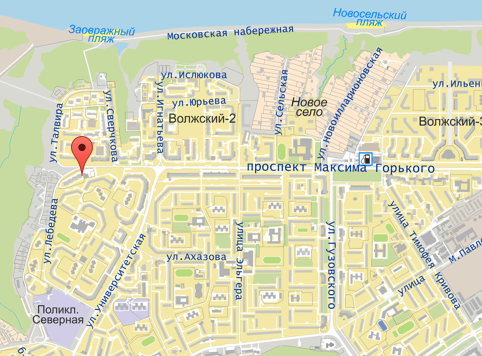 Новосельский
пляж
Заовражный
пляж
Московская набережная
ул.Ислюкова
ул.Юрьева
Волжский-2
ул.Талвира
ул.Сверчкова
ул.Игнатьева
ул.Сельская
Новое
село
ул.Новоилларионовская
ул.Ильен
Волжский-3
проспект Максима Горького
ул.Лебедева
ул.Университетская
ул.Ахазова
улица Эльгера
ул.Гузовского
улица Тимофея Кривова
М.Павл
улица
Поликл.
Северная